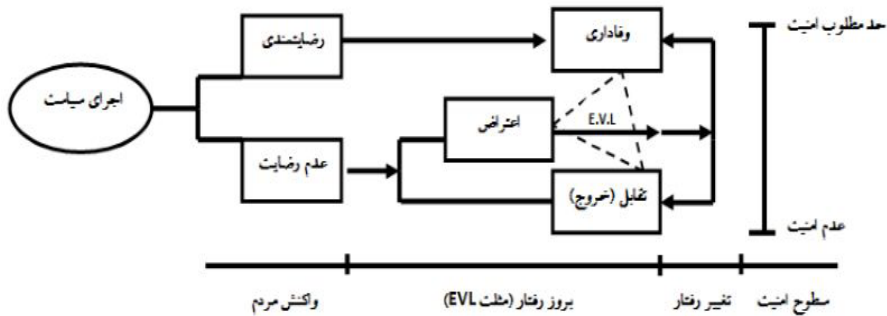 حد مطلوب امنیت
وفاداری
رضایتمندی
اجرای سیاست
اعتراض
E.V.L
عدم رضایت
تقابل (خروج)
عدم امنیت
سطوح امنیت
تغییر رفتار
بروز رفتار (مثلت EVL)
واکنش مردم